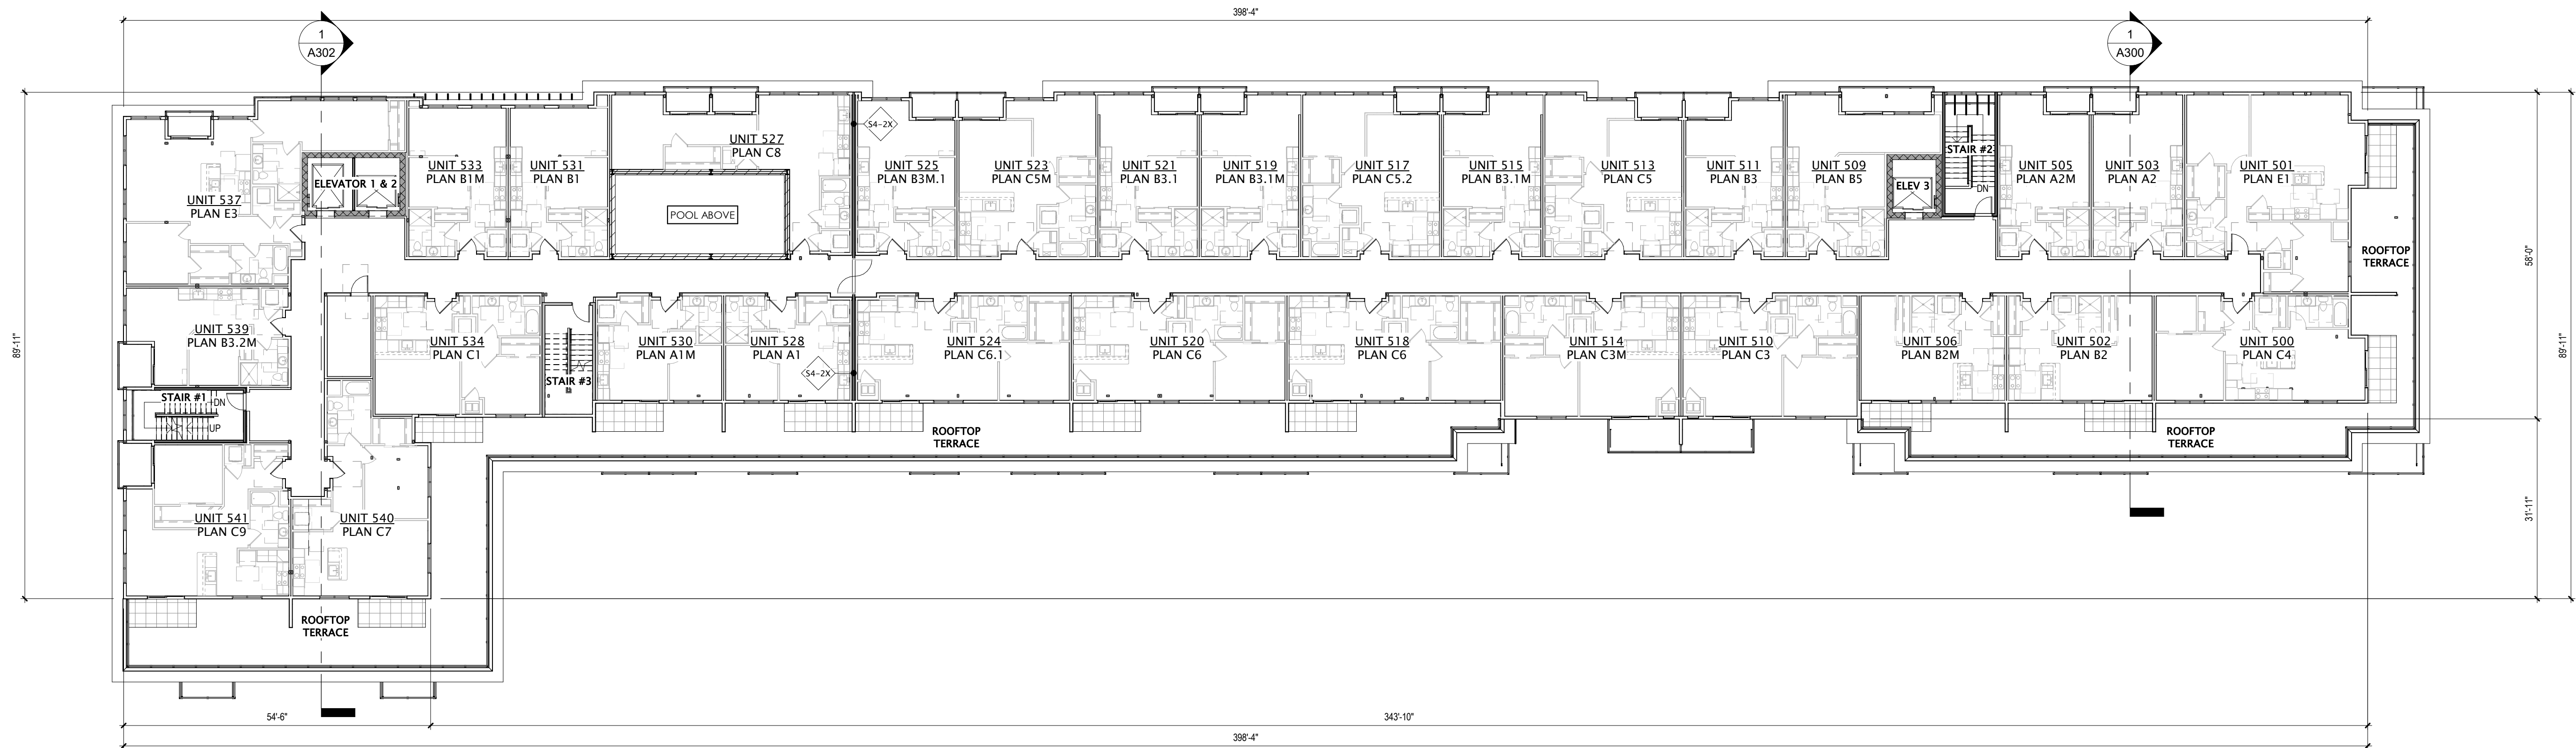 398'-4"
1
A302
1
A300
UNIT 537
PLAN E3
ELEVATOR 1 & 2
UNIT 533
PLAN B1M
UNIT 531
PLAN B1
UNIT 527
PLAN C8
POOL ABOVE
S4-2X
UNIT 525
PLAN B3M.1
UNIT 523
PLAN C5M
UNIT 521
PLAN B3.1
UNIT 519
PLAN B3.1M
UNIT 517
PLAN C5.2
UNIT 515
PLAN B3.1M
UNIT 513
PLAN C5
UNIT 511
PLAN B3
UNIT 509
PLAN B5
ELEV 3
STAIR #2
DN
UNIT 505
PLAN A2M
UNIT 503
PLAN A2
UNIT 501
PLAN E1
ROOFTOP
TERRACE
58'-0"
89'-11"
UNIT 539
PLAN B3.2M
UNIT 534
PLAN C1
STAIR #3
UNIT 530
PLAN A1M
UNIT 528
PLAN A1
S4-2X
UNIT 524
PLAN C6.1
UNIT 520
PLAN C6
UNIT 518
PLAN C6
UNIT 514
PLAN C3M
UNIT 510
PLAN C3
UNIT 506
PLAN B2M
UNIT 502
PLAN B2
UNIT 500
PLAN C4
89'-11"
STAIR #1
DN
UP
ROOFTOP
TERRACE
ROOFTOP
TERRACE
31'-11"
UNIT 541
PLAN C9
UNIT 540
PLAN C7
ROOFTOP
TERRACE
54'-6"
343'-10"
398'-4"